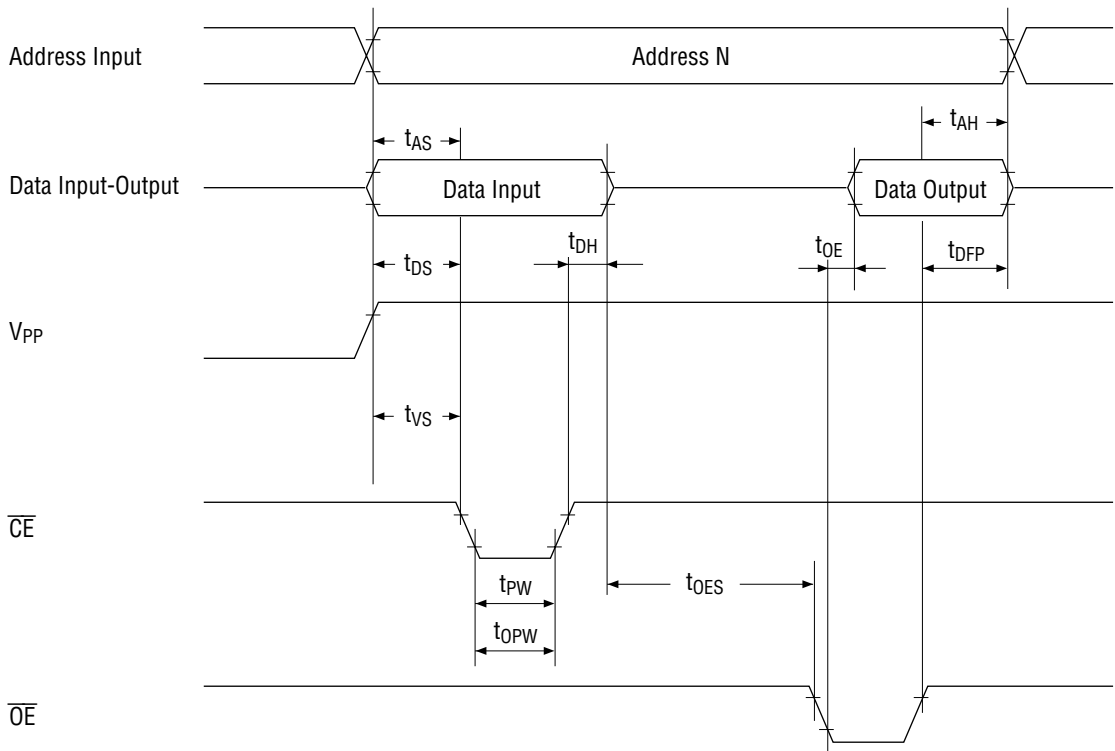 Address Input
Address N
tAS
tAH
Data Input-Output
Data Input
Data Output
tDH
tOE
tDS
tDFP
VPP
tVS
CE
tPW
tOES
tOPW
OE